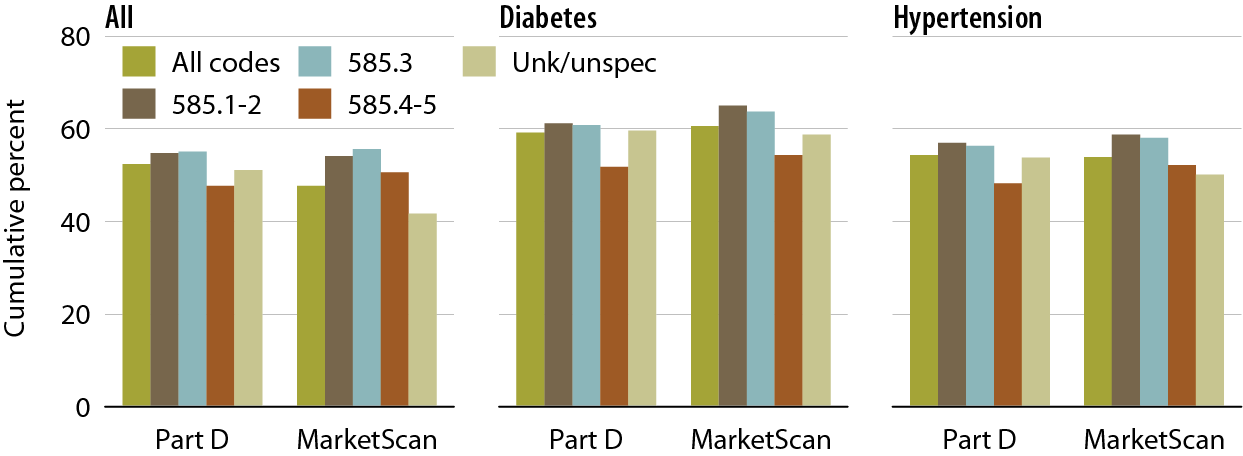 All
Diabetes
Hypertension
80
All codes
585.3
Unk/unspec
585.1-2
585.4-5
60
40
20
0
Cumulative percent
Part D
MarketScan
Part D
MarketScan
Part D
MarketScan